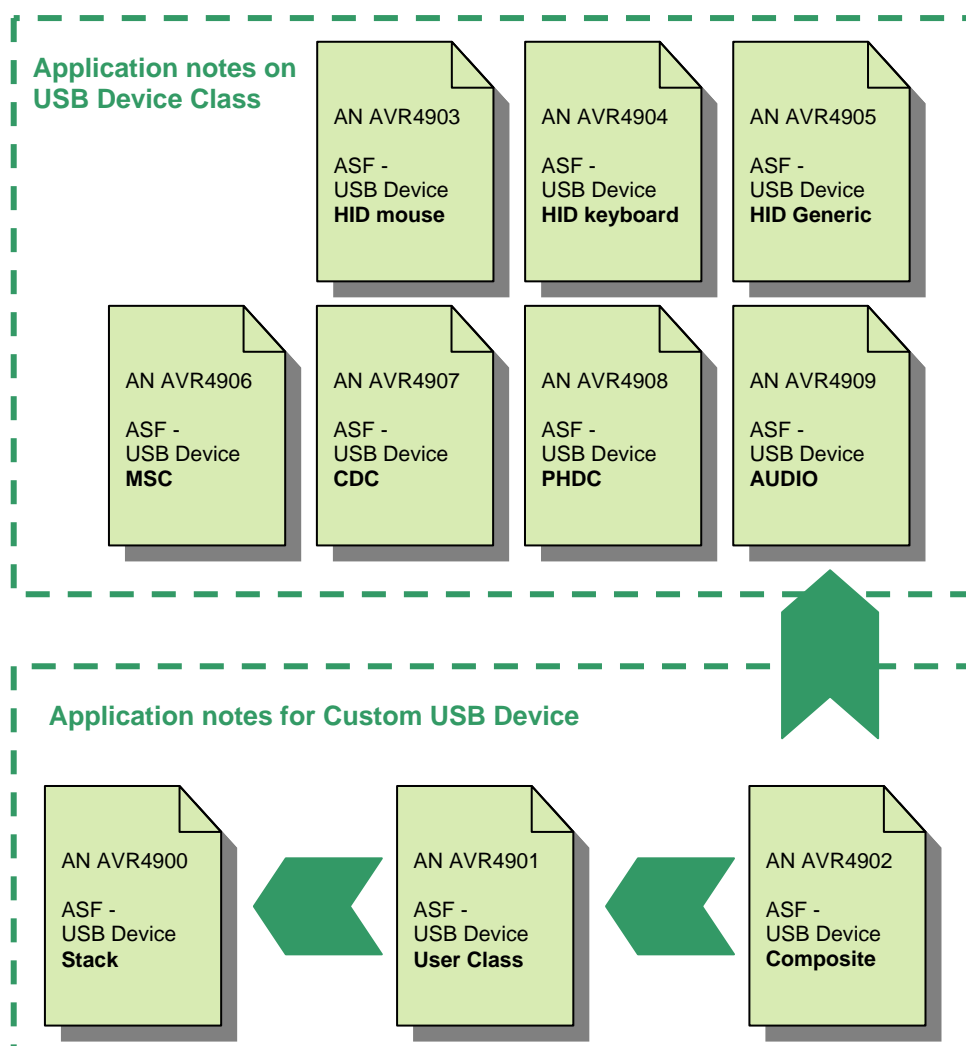 Application notes on
USB Device Class
AN AVR4903
ASF -
USB Device
HID mouse
AN AVR4904
ASF -
USB Device
HID keyboard
AN AVR4905
ASF -
USB Device
HID Generic
AN AVR4906
ASF -
USB Device
MSC
AN AVR4907
ASF -
USB Device
CDC
AN AVR4908
ASF -
USB Device
PHDC
AN AVR4909
ASF -
USB Device
AUDIO
Application notes for Custom USB Device
AN AVR4900
ASF -
USB Device
Stack
AN AVR4901
ASF -
USB Device
User Class
AN AVR4902
ASF -
USB Device
Composite